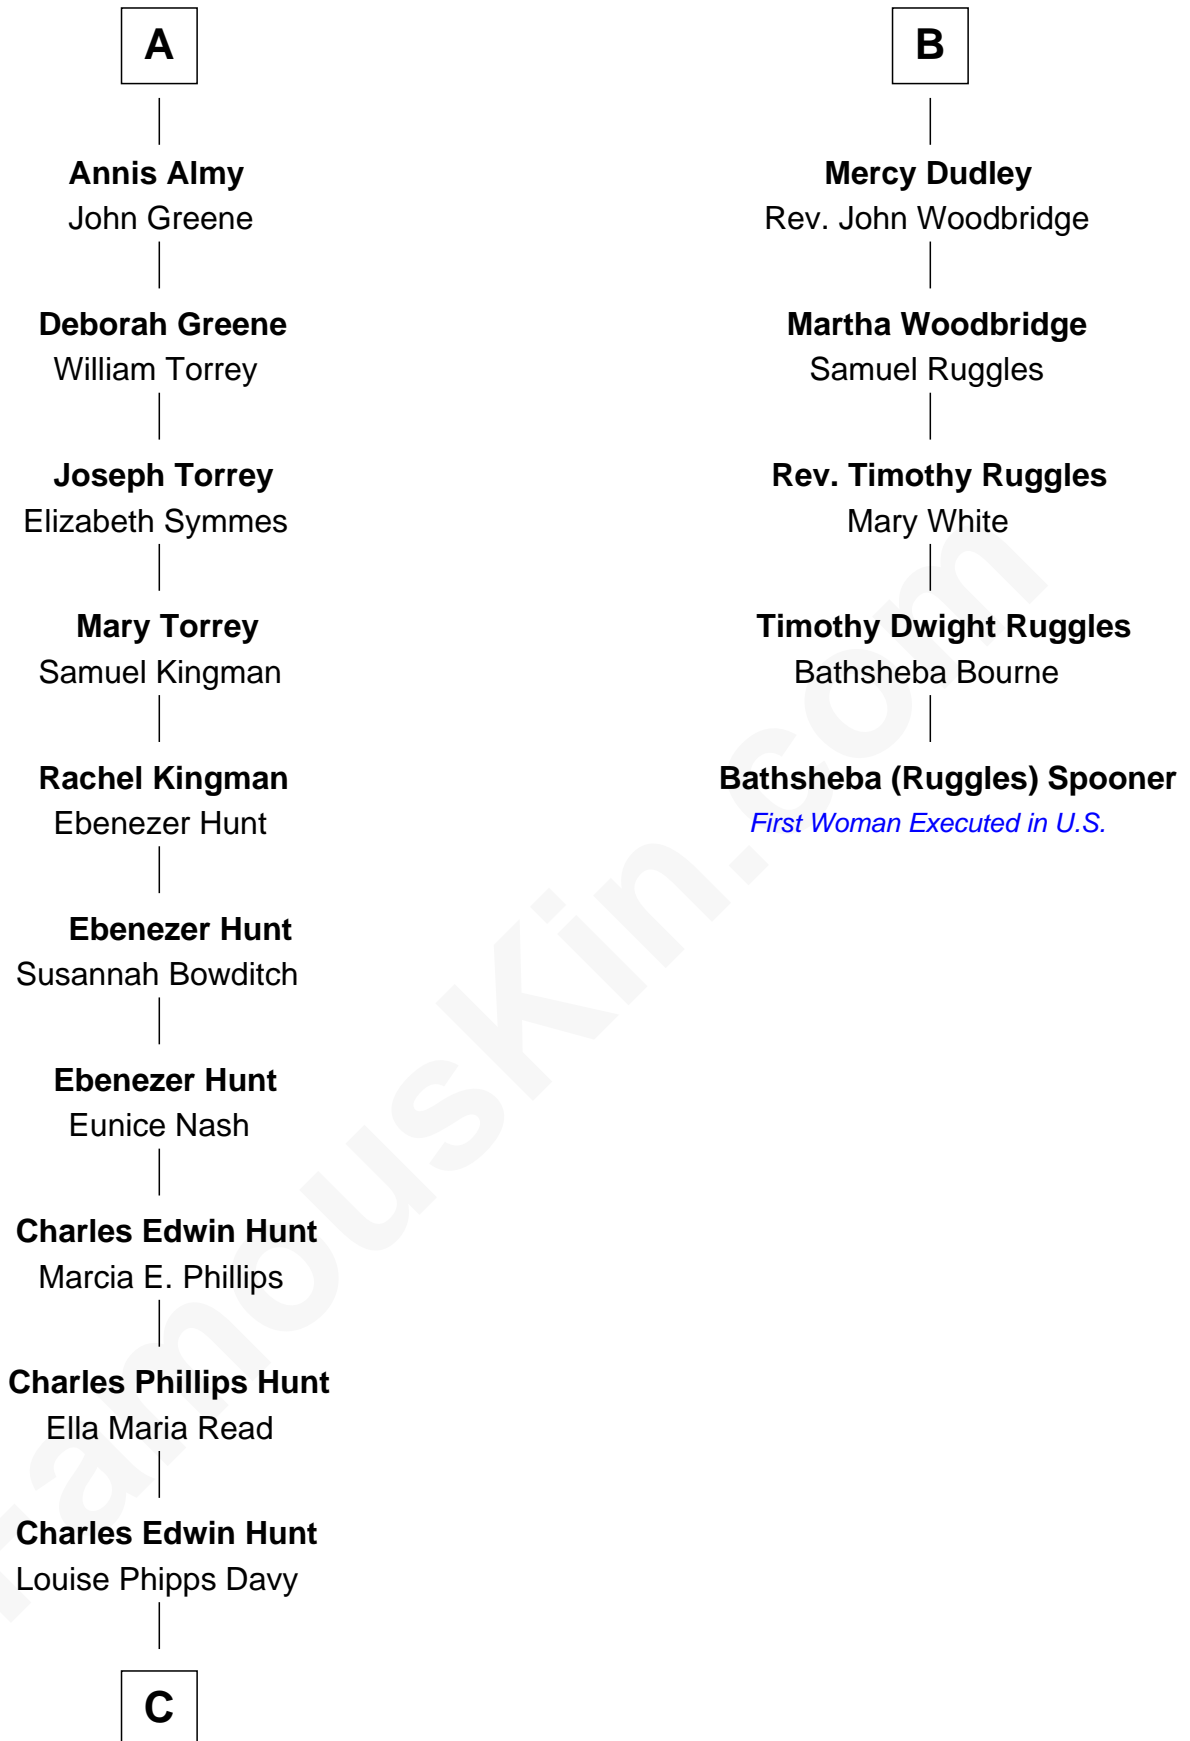 A
Annis Almy
John Greene
Deborah Greene
William Torrey
Joseph Torrey
Elizabeth Symmes
Mary Torrey
Samuel Kingman
Rachel Kingman
Ebenezer Hunt
Ebenezer Hunt
Susannah Bowditch
Ebenezer Hunt
Eunice Nash
Charles Edwin Hunt
Marcia E. Phillips
Charles Phillips Hunt
Ella Maria Read
Charles Edwin Hunt
Louise Phipps Davy
C
B
Mercy Dudley
Rev. John Woodbridge
Martha Woodbridge
Samuel Ruggles
Rev. Timothy Ruggles
Mary White
Timothy Dwight Ruggles
Bathsheba Bourne
Bathsheba (Ruggles) Spooner
First Woman Executed in U.S.
FamousKin.com